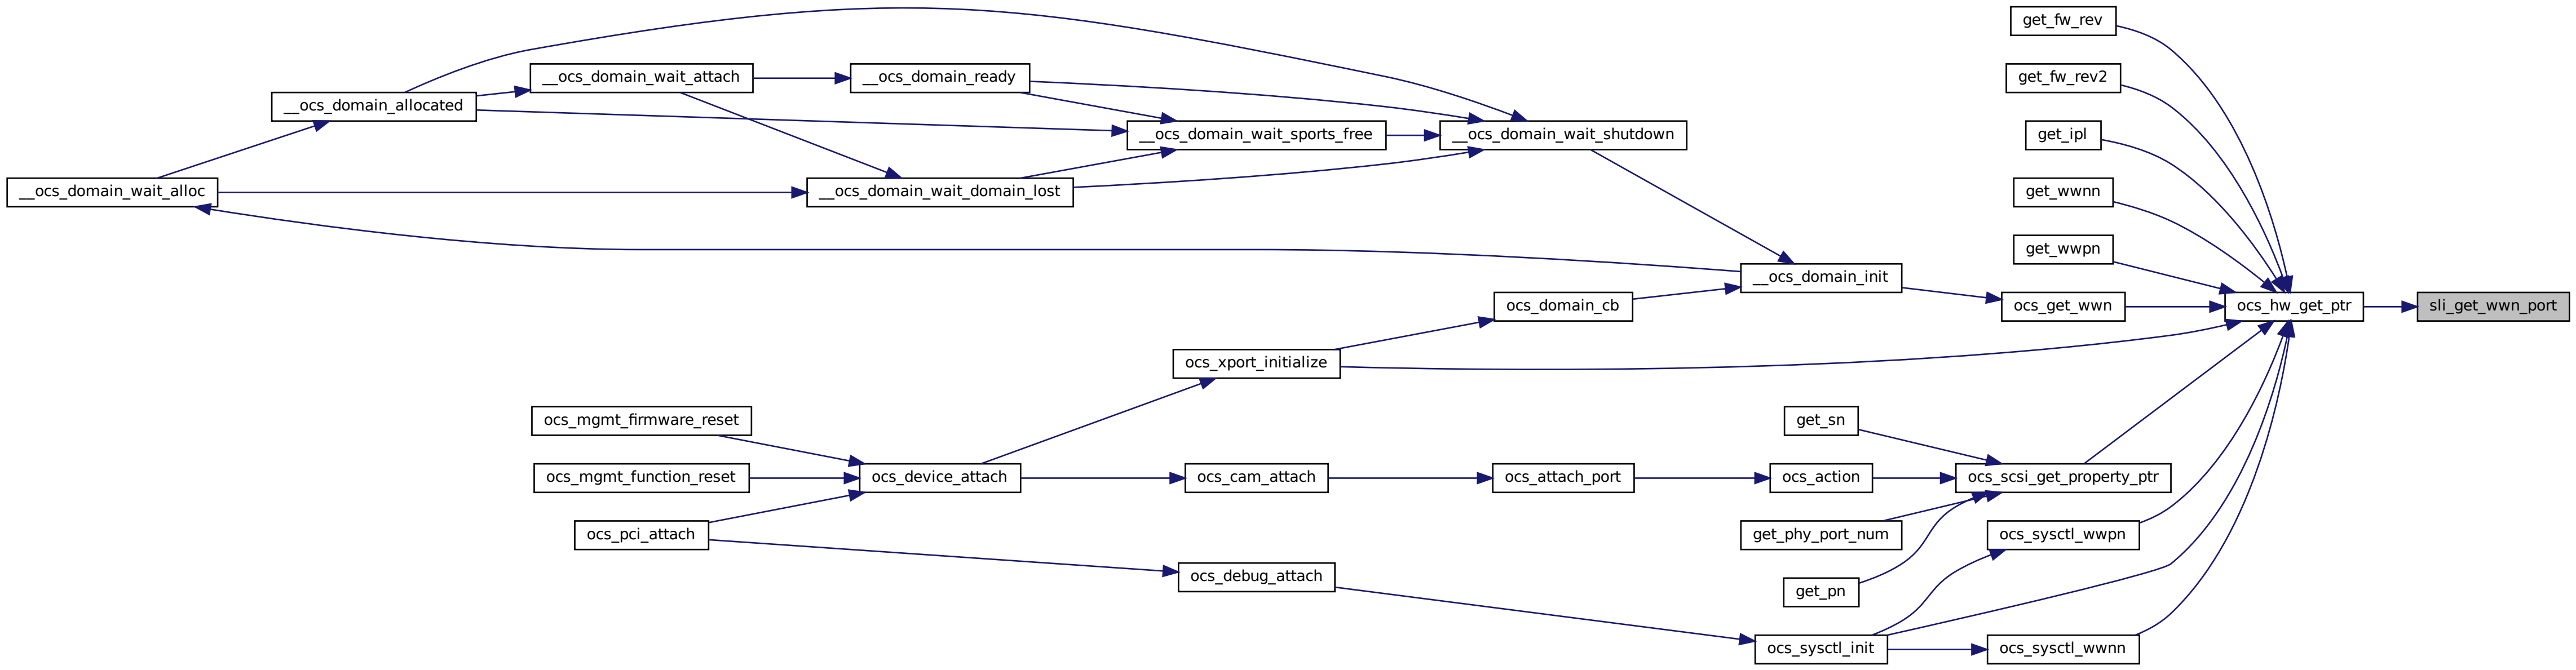 get_fw_rev
__ocs_domain_wait_attach
__ocs_domain_ready
get_fw_rev2
__ocs_domain_allocated
__ocs_domain_wait_sports_free
__ocs_domain_wait_shutdown
get_ipl
__ocs_domain_wait_alloc
__ocs_domain_wait_domain_lost
get_wwnn
get_wwpn
__ocs_domain_init
ocs_domain_cb
ocs_get_wwn
ocs_hw_get_ptr
sli_get_wwn_port
ocs_xport_initialize
ocs_mgmt_firmware_reset
get_sn
ocs_mgmt_function_reset
ocs_device_attach
ocs_cam_attach
ocs_attach_port
ocs_action
ocs_scsi_get_property_ptr
ocs_pci_attach
get_phy_port_num
ocs_sysctl_wwpn
ocs_debug_attach
get_pn
ocs_sysctl_init
ocs_sysctl_wwnn